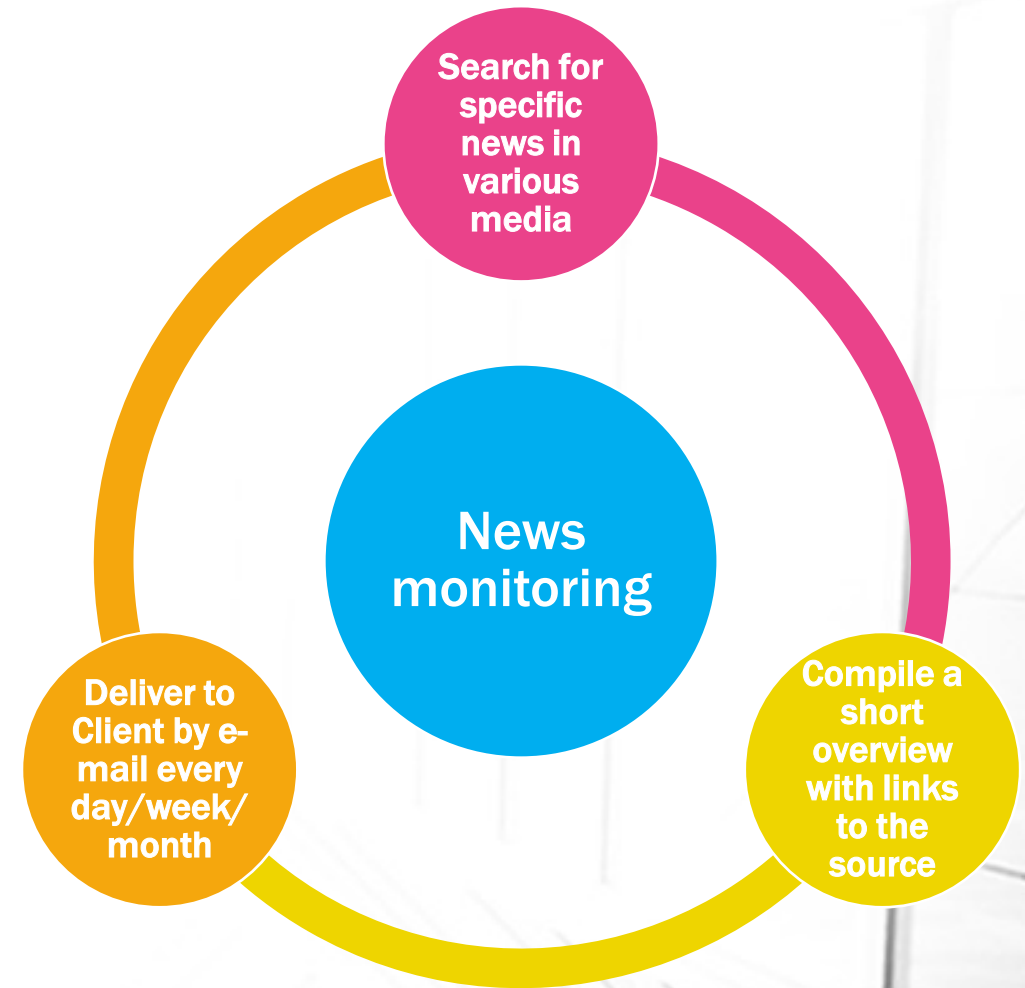 Search for
specific
news in
various
media
News
monitoring
Compile a
short
overview
with links
to the
source
Deliver to
Client by e-
mail every
day/week/
month